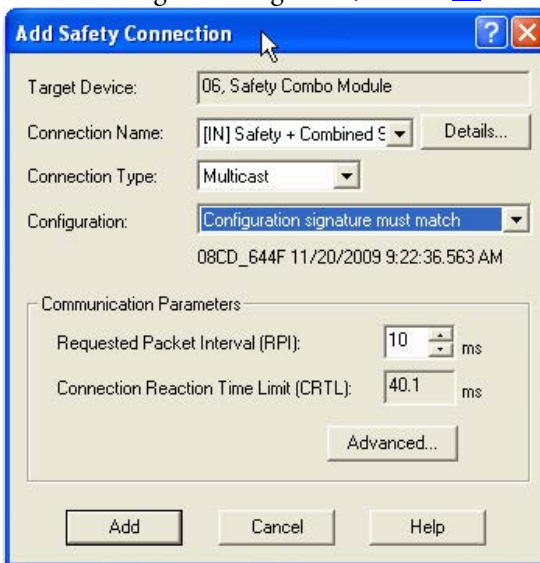 Add Safety Connection
Target Device: 06, Safety Combo Module
Connection Name: [IN] Safety + Combined S Details...
Connection Type: Multicast
Configuration: Configuration signature must match
08CD_644F 11/20/2009 9:22:36.563 AM
Communication Parameters
Requested Packet Interval (RPI): 10 ms
Connection Reaction Time Limit (CRTL): 40.1 ms
Advanced...
Add Cancel Help